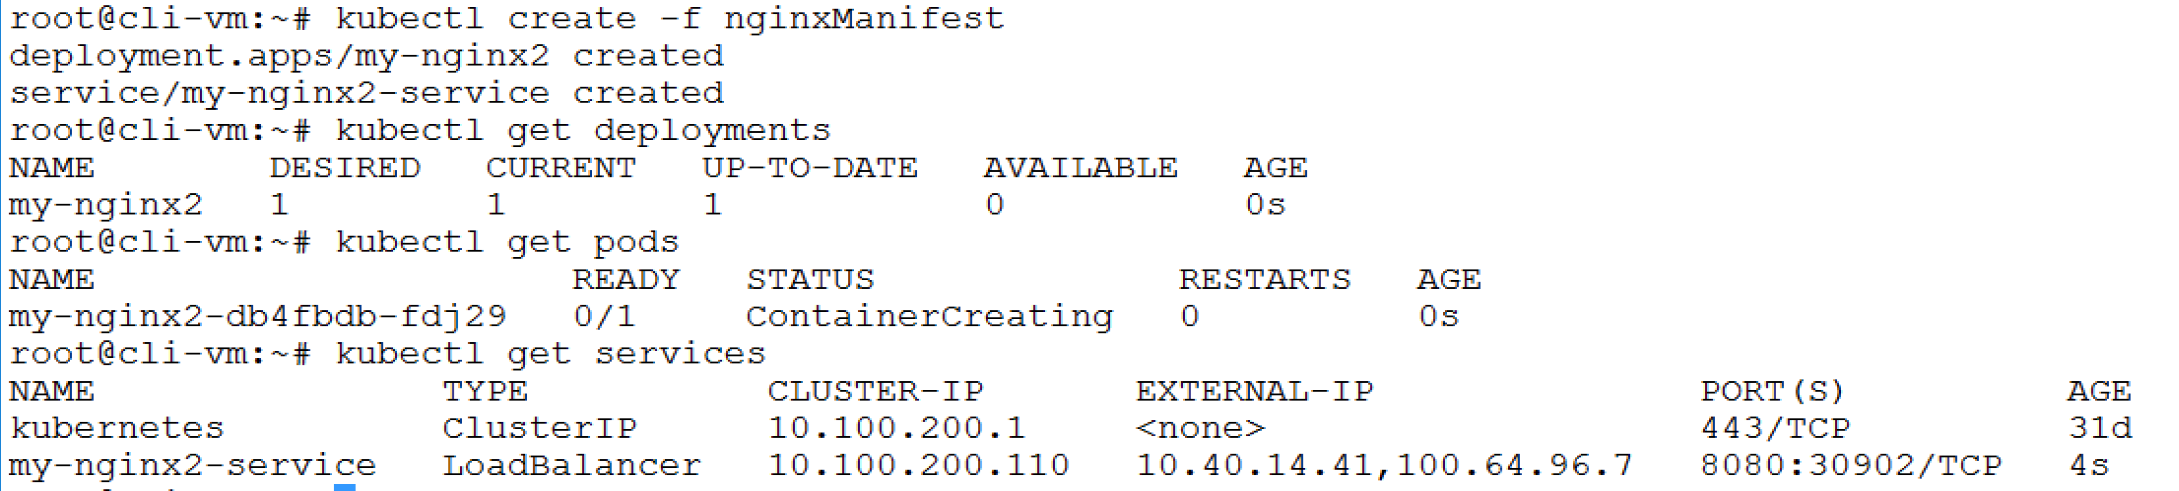 root@cli-vm:~# kubectl create -f nginxManifest
deployment.apps/my-nginx2 created
service/my-nginx2-service created
root@cli-vm:~# kubectl get deployments
NAME        DESIRED   CURRENT   UP-TO-DATE   AVAILABLE   AGE
my-nginx2   1         1         1            0           0s
root@cli-vm:~# kubectl get pods
NAME                      READY   STATUS              RESTARTS   AGE
my-nginx2-db4fbdb-fdj29   0/1     ContainerCreating   0          0s
root@cli-vm:~# kubectl get services
NAME                TYPE           CLUSTER-IP       EXTERNAL-IP               PORT(S)          AGE
kubernetes          ClusterIP      10.100.200.1     <none>                    443/TCP          31d
my-nginx2-service   LoadBalancer   10.100.200.110   10.40.14.41,100.64.96.7   8080:30902/TCP   4s